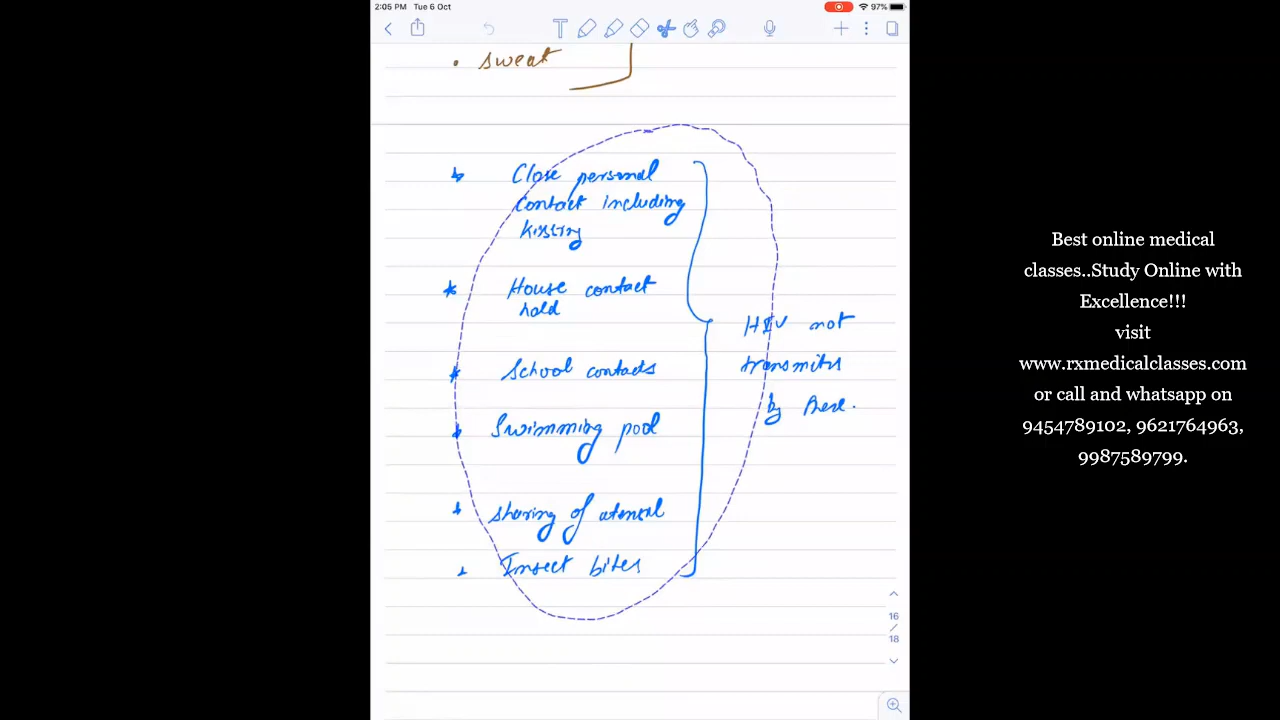 2:05 PM Tue 6 Oct
97%
T
• sweat
Close personal
contact including
kissing
House contact
hold
School contacts
Swimming pool
sharing of utensil
Insect bites
HIV not
transmits
by these.
16
/
18
Best online medical
classes..Study Online with
Excellence!!!
visit
www.rxmedicalclasses.com
or call and whatsapp on
9454789102, 9621764963,
9987589799.